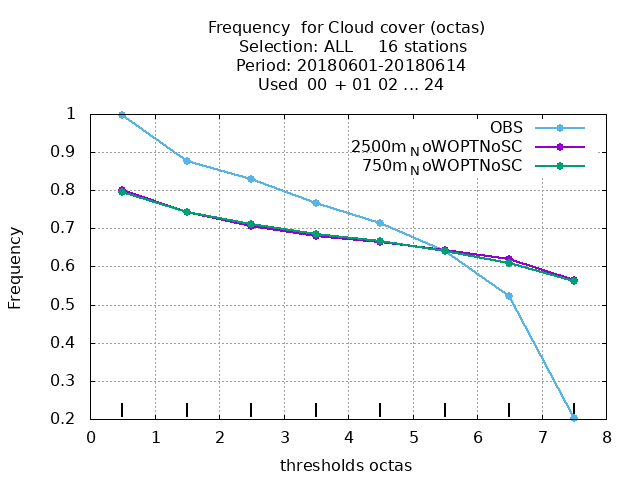 Frequency  for Cloud cover (octas)
Selection: ALL     16 stations
Period: 20180601-20180614
Used  00  + 01 02 ... 24
OBS
2500m_NoWOPTNoSC
750m_NoWOPTNoSC
1
0.9
0.8
0.7
0.6
0.5
0.4
0.3
0.2
Frequency
0 1 2 3 4 5 6 7 8
thresholds octas